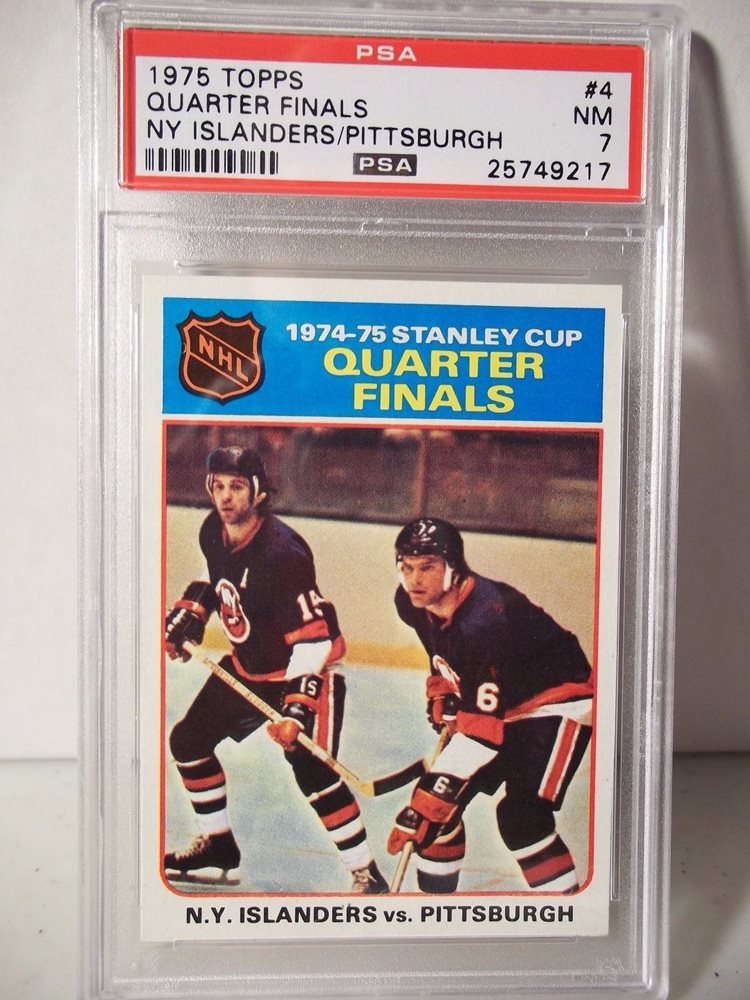 PSA
1975 TOPPS #4
QUARTER FINALS NM
NY ISLANDERS/PITTSBURGH 7
PSA 25749217
NHL
1974-75 STANLEY CUP
QUARTER
FINALS
15
15
6
6
N.Y. ISLANDERS vs. PITTSBURGH